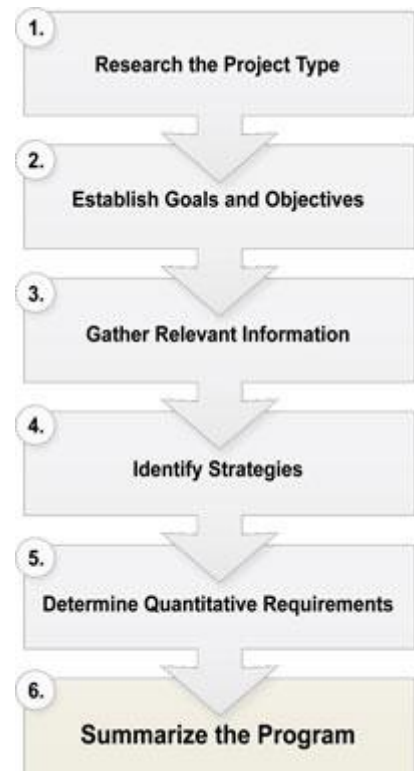 1.
Research the Project Type
2.
Establish Goals and Objectives
3.
Gather Relevant Information
4.
Identify Strategies
5.
Determine Quantitative Requirements
6.
Summarize the Program